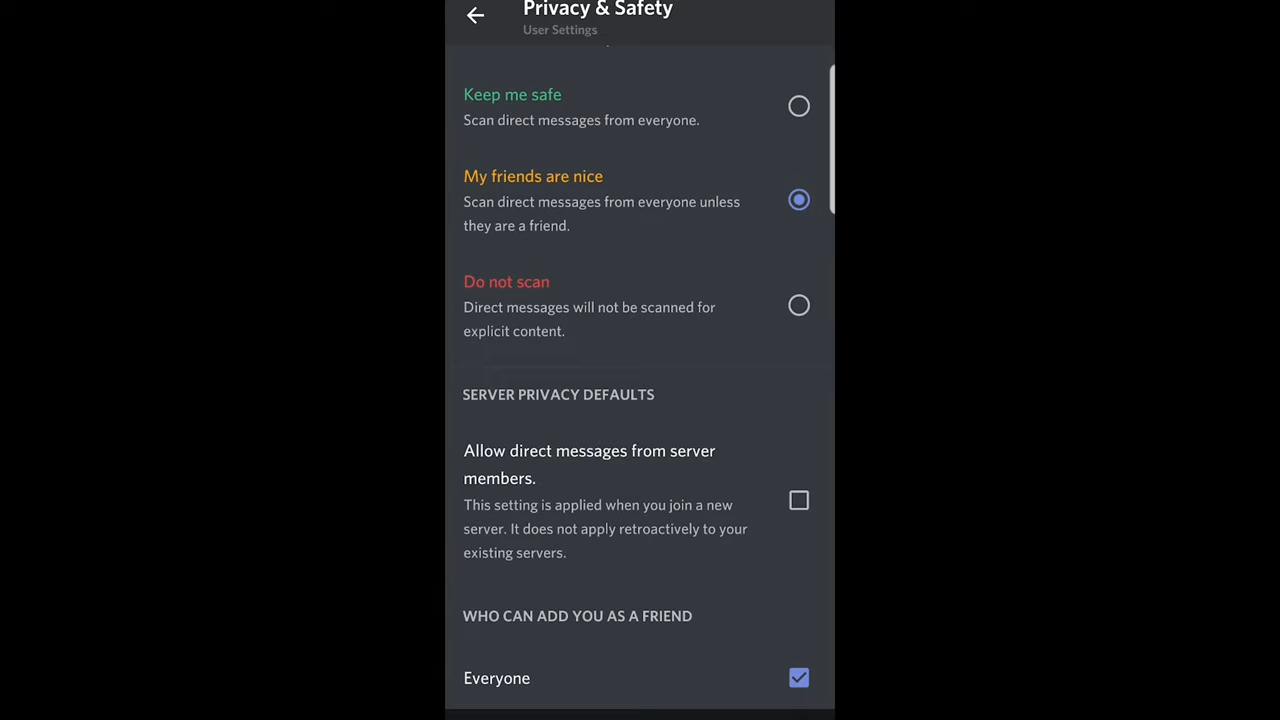 Privacy & Safety
User Settings
Keep me safe
Scan direct messages from everyone.
My friends are nice
Scan direct messages from everyone unless
they are a friend.
Do not scan
Direct messages will not be scanned for
explicit content.
SERVER PRIVACY DEFAULTS
Allow direct messages from server
members.
This setting is applied when you join a new
server. It does not apply retroactively to your
existing servers.
WHO CAN ADD YOU AS A FRIEND
Everyone